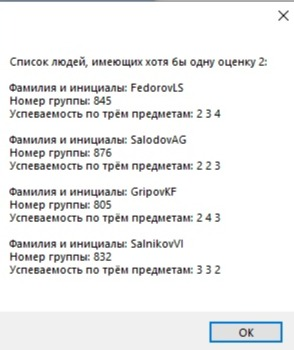 Список людей, имеющих хотя бы одну оценку 2:
Фамилия и инициалы: FedorovLS
Номер группы: 845
Успеваемость по трём предметам: 2 3 4
Фамилия и инициалы: SalodovAG
Номер группы: 876
Успеваемость по трём предметам: 2 2 3
Фамилия и инициалы: GripovKF
Номер группы: 805
Успеваемость по трём предметам: 2 4 3
Фамилия и инициалы: SalnikovVI
Номер группы: 832
Успеваемость по трём предметам: 3 3 2
ОК